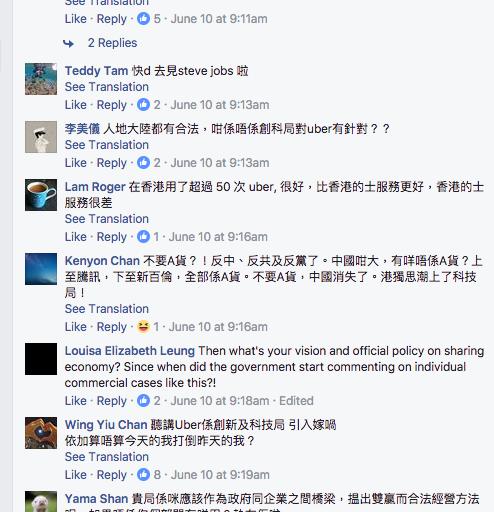 See Translation
Like · Reply · 5 · June 10 at 9:11am
2 Replies
Teddy Tam 快d 去見steve jobs 啦
See Translation
Like · Reply · 2 · June 10 at 9:13am
李美儀 人地大陸都有合法，咁係唔係創科局對uber有針對？？
See Translation
Like · Reply · 2 · June 10 at 9:13am
Lam Roger 在香港用了超過 50 次 uber, 很好，比香港的士服務更好，香港的士
服務很差
See Translation
Like · Reply · 1 · June 10 at 9:16am
Kenyon Chan 不要A貨？！反中、反共及反黨了。中國咁大，有咩唔係A貨？上
至騰訊，下至新百倫，全部係A貨。不要A貨，中國消失了。港獨思潮上了科技
局！
See Translation
Like · Reply · 1 · June 10 at 9:16am
Louisa Elizabeth Leung Then what's your vision and official policy on sharing
economy? Since when did the government start commenting on individual
commercial cases like this?!
Like · Reply · 2 · June 10 at 9:18am · Edited
Wing Yiu Chan 聽講Uber係創新及科技局 引入嫁喎
依加算唔算今天的我打倒昨天的我？
See Translation
Like · Reply · 8 · June 10 at 9:19am
Yama Shan 貴局係咪應該作為政府同企業之間橋梁，搵出雙贏而合法經營方法